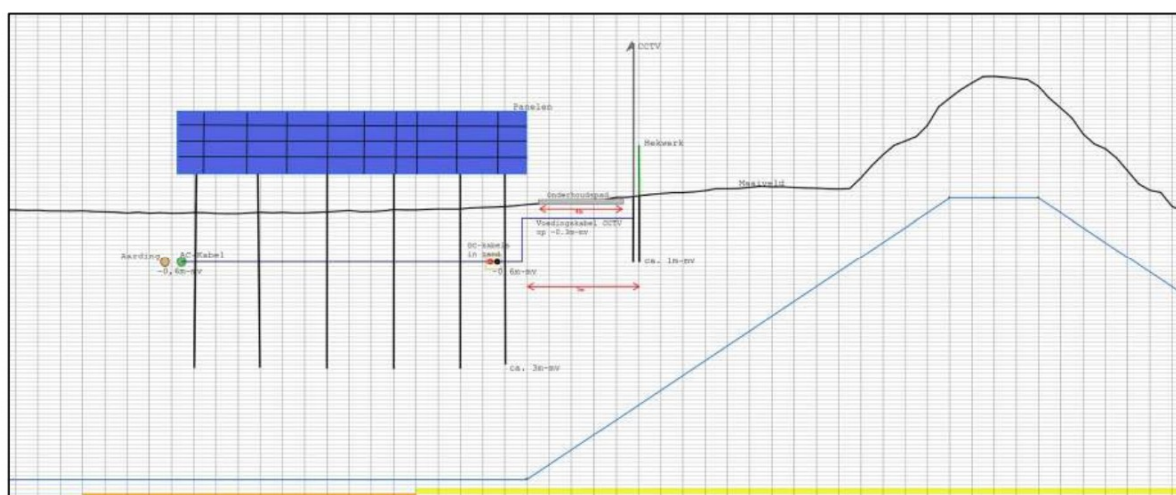 CCTV
Panelen
Hekwerk
Maaiveld
Onderhoudspad
Voedingskabel CCTV
op -0.3m-mv
DC-kabels
in zand
-0.6m-mv
Aarding
AC-Kabel
-0,6m-mv
ca. 1m-mv
ca. 3m-mv